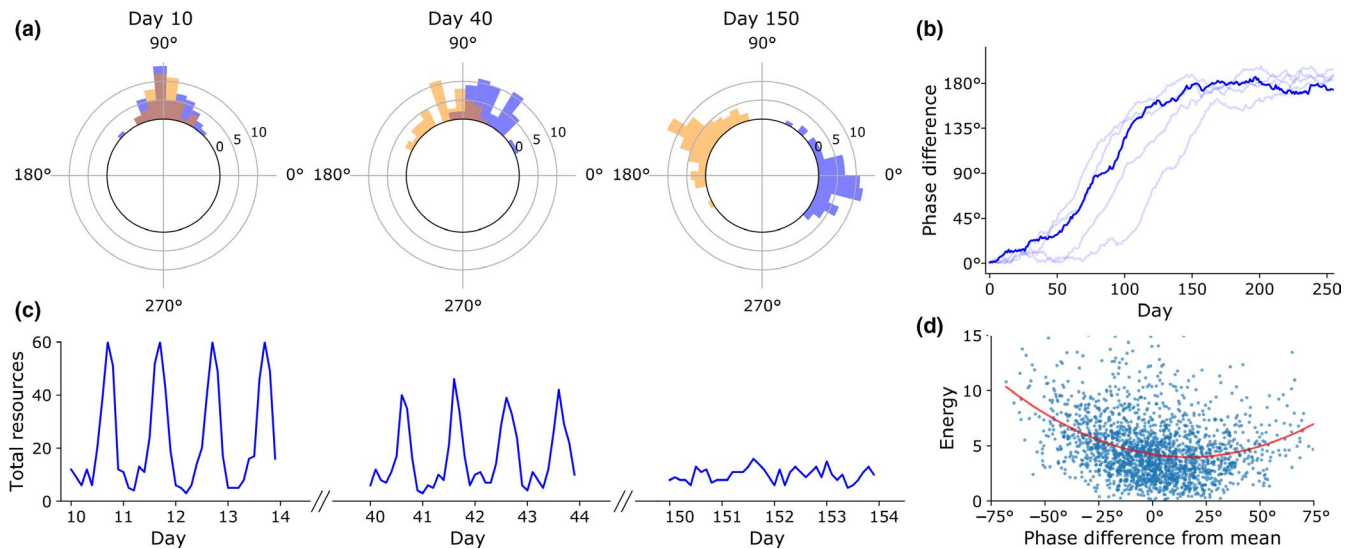 (a)
Day 10
90°
180°
0°
270°
0
5
10
Day 40
90°
180°
0°
270°
0
5
10
Day 150
90°
180°
0°
270°
0
5
10
(b)
Phase difference
180°
135°
90°
45°
0°
0 50 100 150 200 250
Day
(c)
Total resources
60
40
20
0
10 11 12 13 14
Day
//
40 41 42 43 44
Day
//
150 151 152 153 154
Day
(d)
Energy
15
10
5
0
−75° −50° −25° 0° 25° 50° 75°
Phase difference from mean